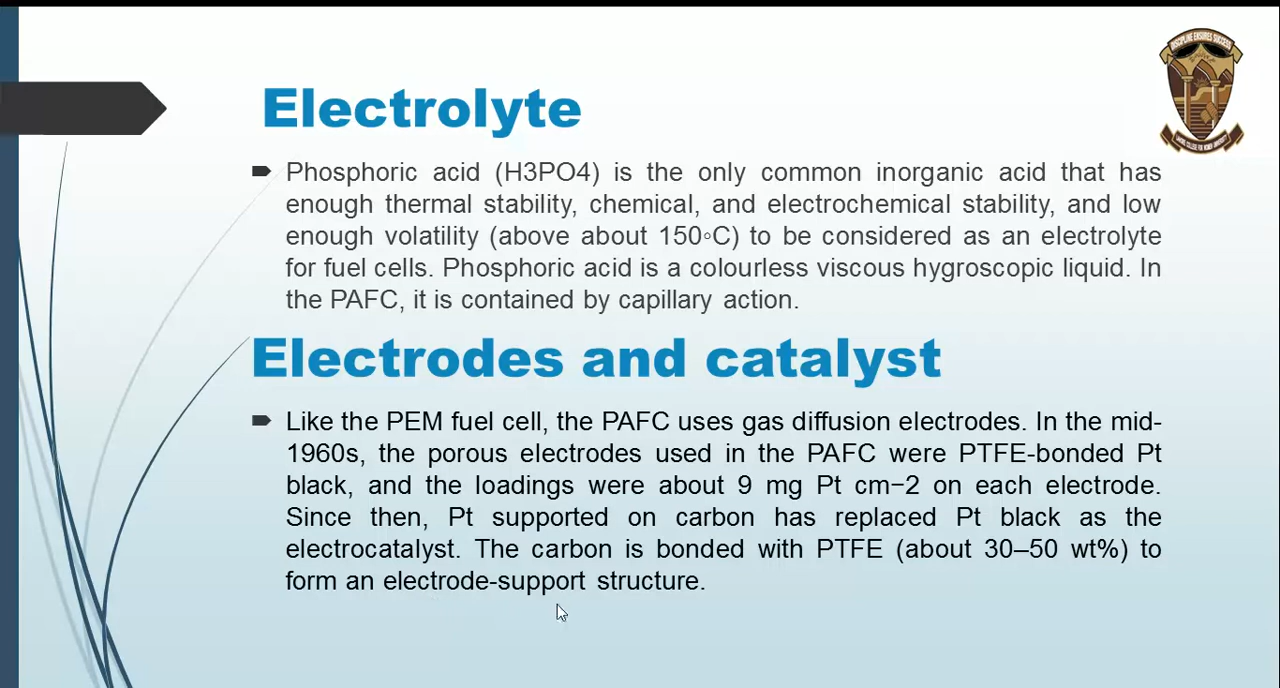 DISCIPLINE ENSURES SUCCESS
Electrolyte
Phosphoric acid (H3PO4) is the only common inorganic acid that has
enough thermal stability, chemical, and electrochemical stability, and low
enough volatility (above about 150◦C) to be considered as an electrolyte
for fuel cells. Phosphoric acid is a colourless viscous hygroscopic liquid. In
the PAFC, it is contained by capillary action.
Electrodes and catalyst
Like the PEM fuel cell, the PAFC uses gas diffusion electrodes. In the mid-
1960s, the porous electrodes used in the PAFC were PTFE-bonded Pt
black, and the loadings were about 9 mg Pt cm−2 on each electrode.
Since then, Pt supported on carbon has replaced Pt black as the
electrocatalyst. The carbon is bonded with PTFE (about 30–50 wt%) to
form an electrode-support structure.